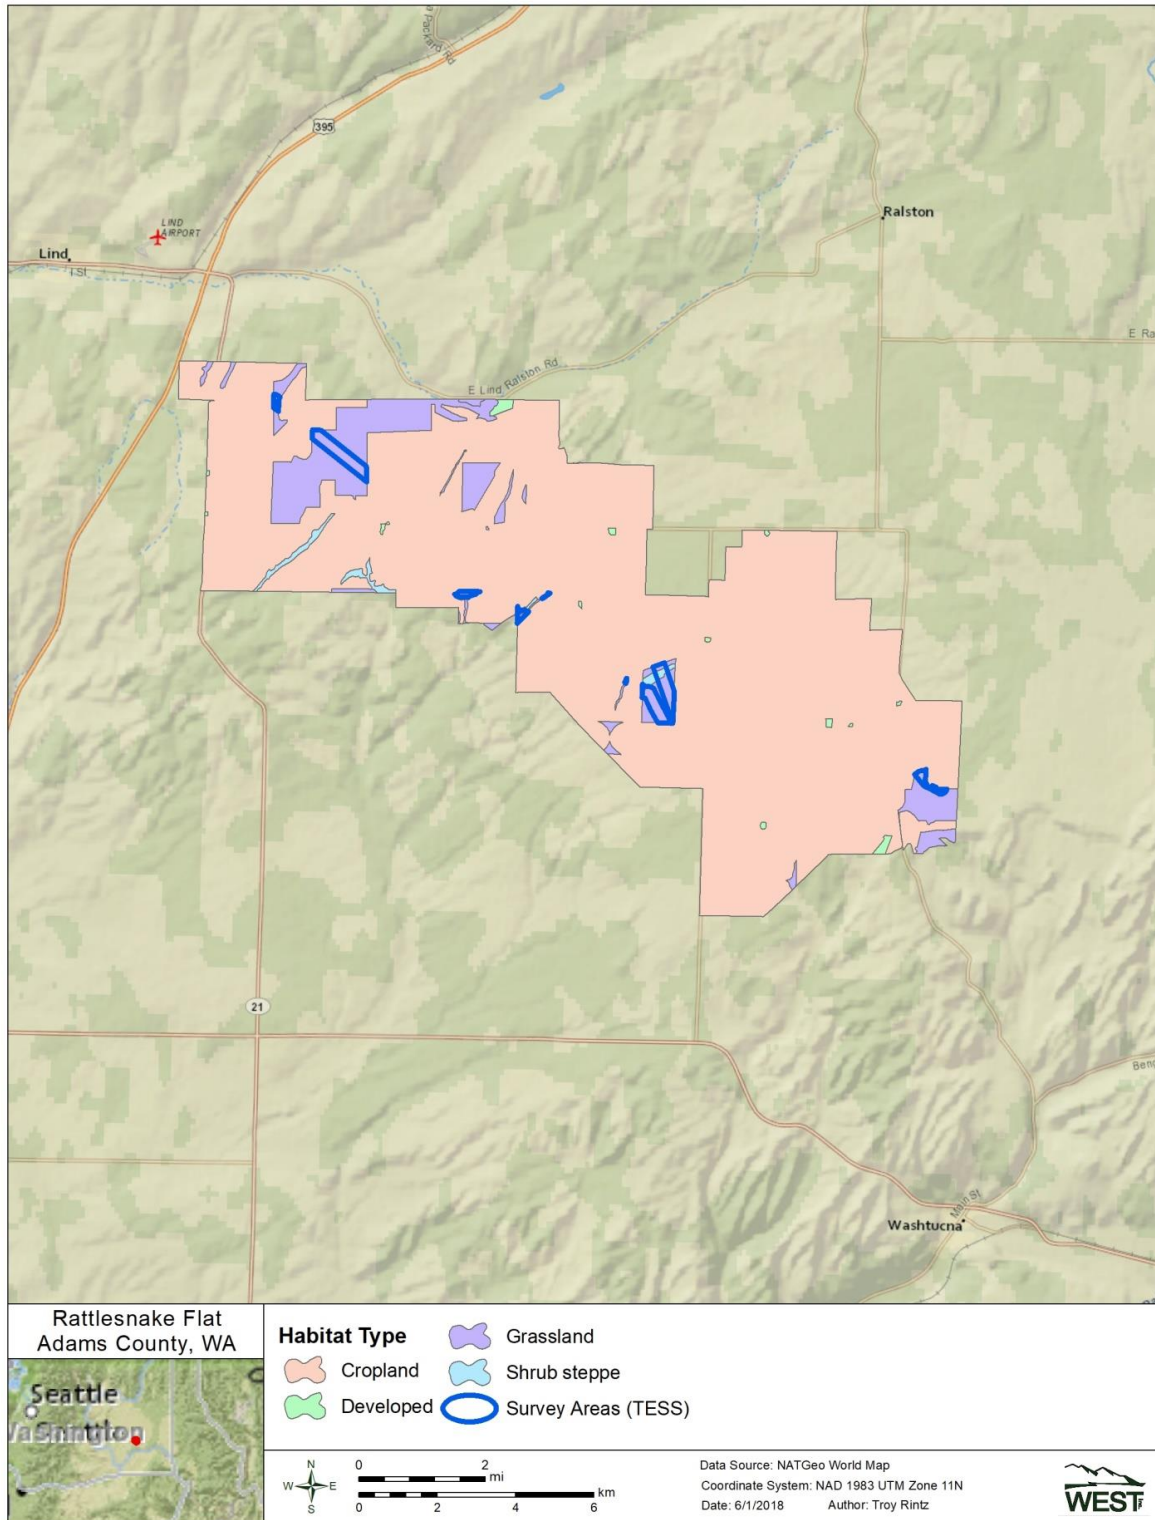 Packard Rd
395
LIND
AIRPORT
Lind
I St
Ralston
E Ra
E Lind Ralston Rd
21
Beng
Main St
Washtucna
Rattlesnake Flat
Adams County, WA
Seattle
Washington
Habitat Type
Cropland
Developed
Grassland
Shrub steppe
Survey Areas (TESS)
N
W E
S
0 2
mi
km
0 2 4 6
Data Source: NATGeo World Map
Coordinate System: NAD 1983 UTM Zone 11N
Date: 6/1/2018 Author: Troy Rintz
WEST